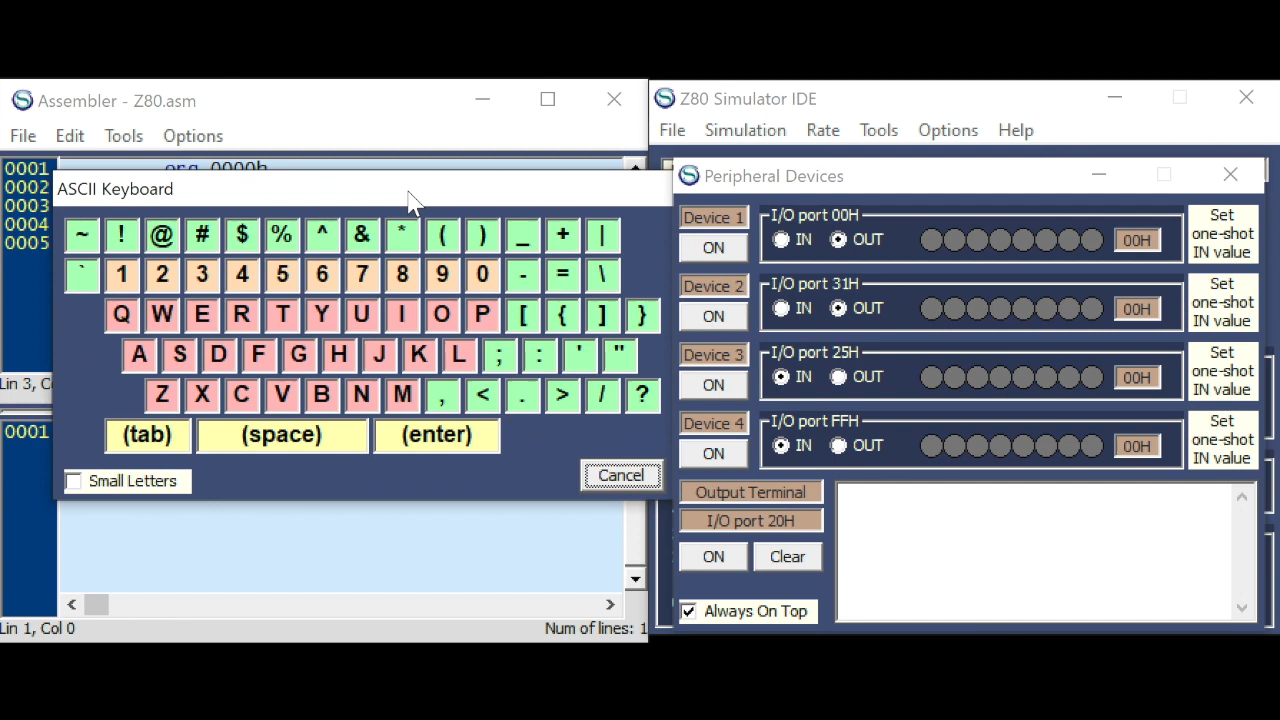 Assembler - Z80.asm
File Edit Tools Options
0001 org 0000h
0002
0003
0004
0005
Lin 3, C
0001
ASCII Keyboard
~ ! @ # $ % ^ & * ( ) _ + |
` 1 2 3 4 5 6 7 8 9 0 - = \
Q W E R T Y U I O P [ { ] }
A S D F G H J K L ; : ' "
Z X C V B N M , < . > / ?
(tab) (space) (enter)
Small Letters
Cancel
Lin 1, Col 0 Num of lines: 1
Z80 Simulator IDE
File Simulation Rate Tools Options Help
Peripheral Devices
Device 1
ON
I/O port 00H
IN OUT
00H
Set
one-shot
IN value
Device 2
ON
I/O port 31H
IN OUT
00H
Set
one-shot
IN value
Device 3
ON
I/O port 25H
IN OUT
00H
Set
one-shot
IN value
Device 4
ON
I/O port FFH
IN OUT
00H
Set
one-shot
IN value
Output Terminal
I/O port 20H
ON Clear
Always On Top